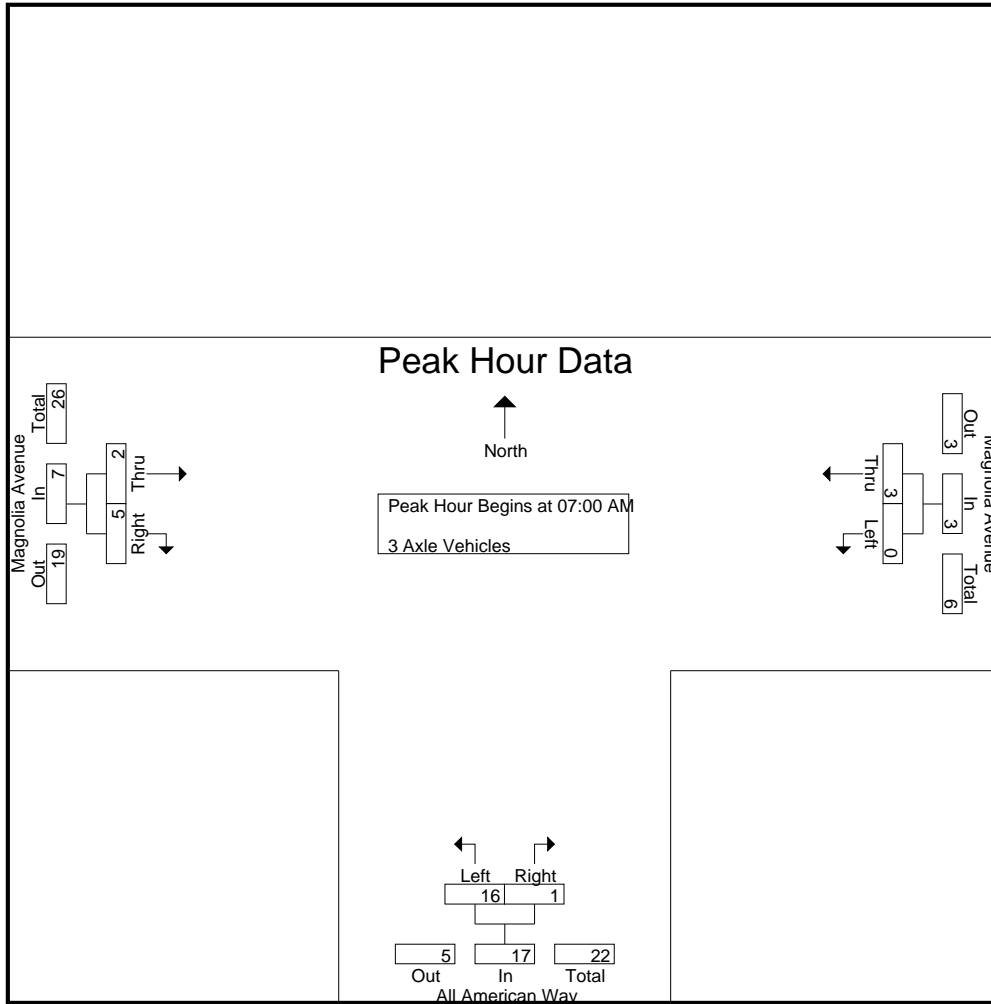 Peak Hour Data
North
Peak Hour Begins at 07:00 AM
3 Axle Vehicles
Magnolia Avenue
Total
26
In
7
Out
19
2
Thru
5
Right
Magnolia Avenue
Out
3
In
3
Total
6
Thru
3
Left
0
Left
Right
16
1
5
17
22
Out
In
Total
All American Way